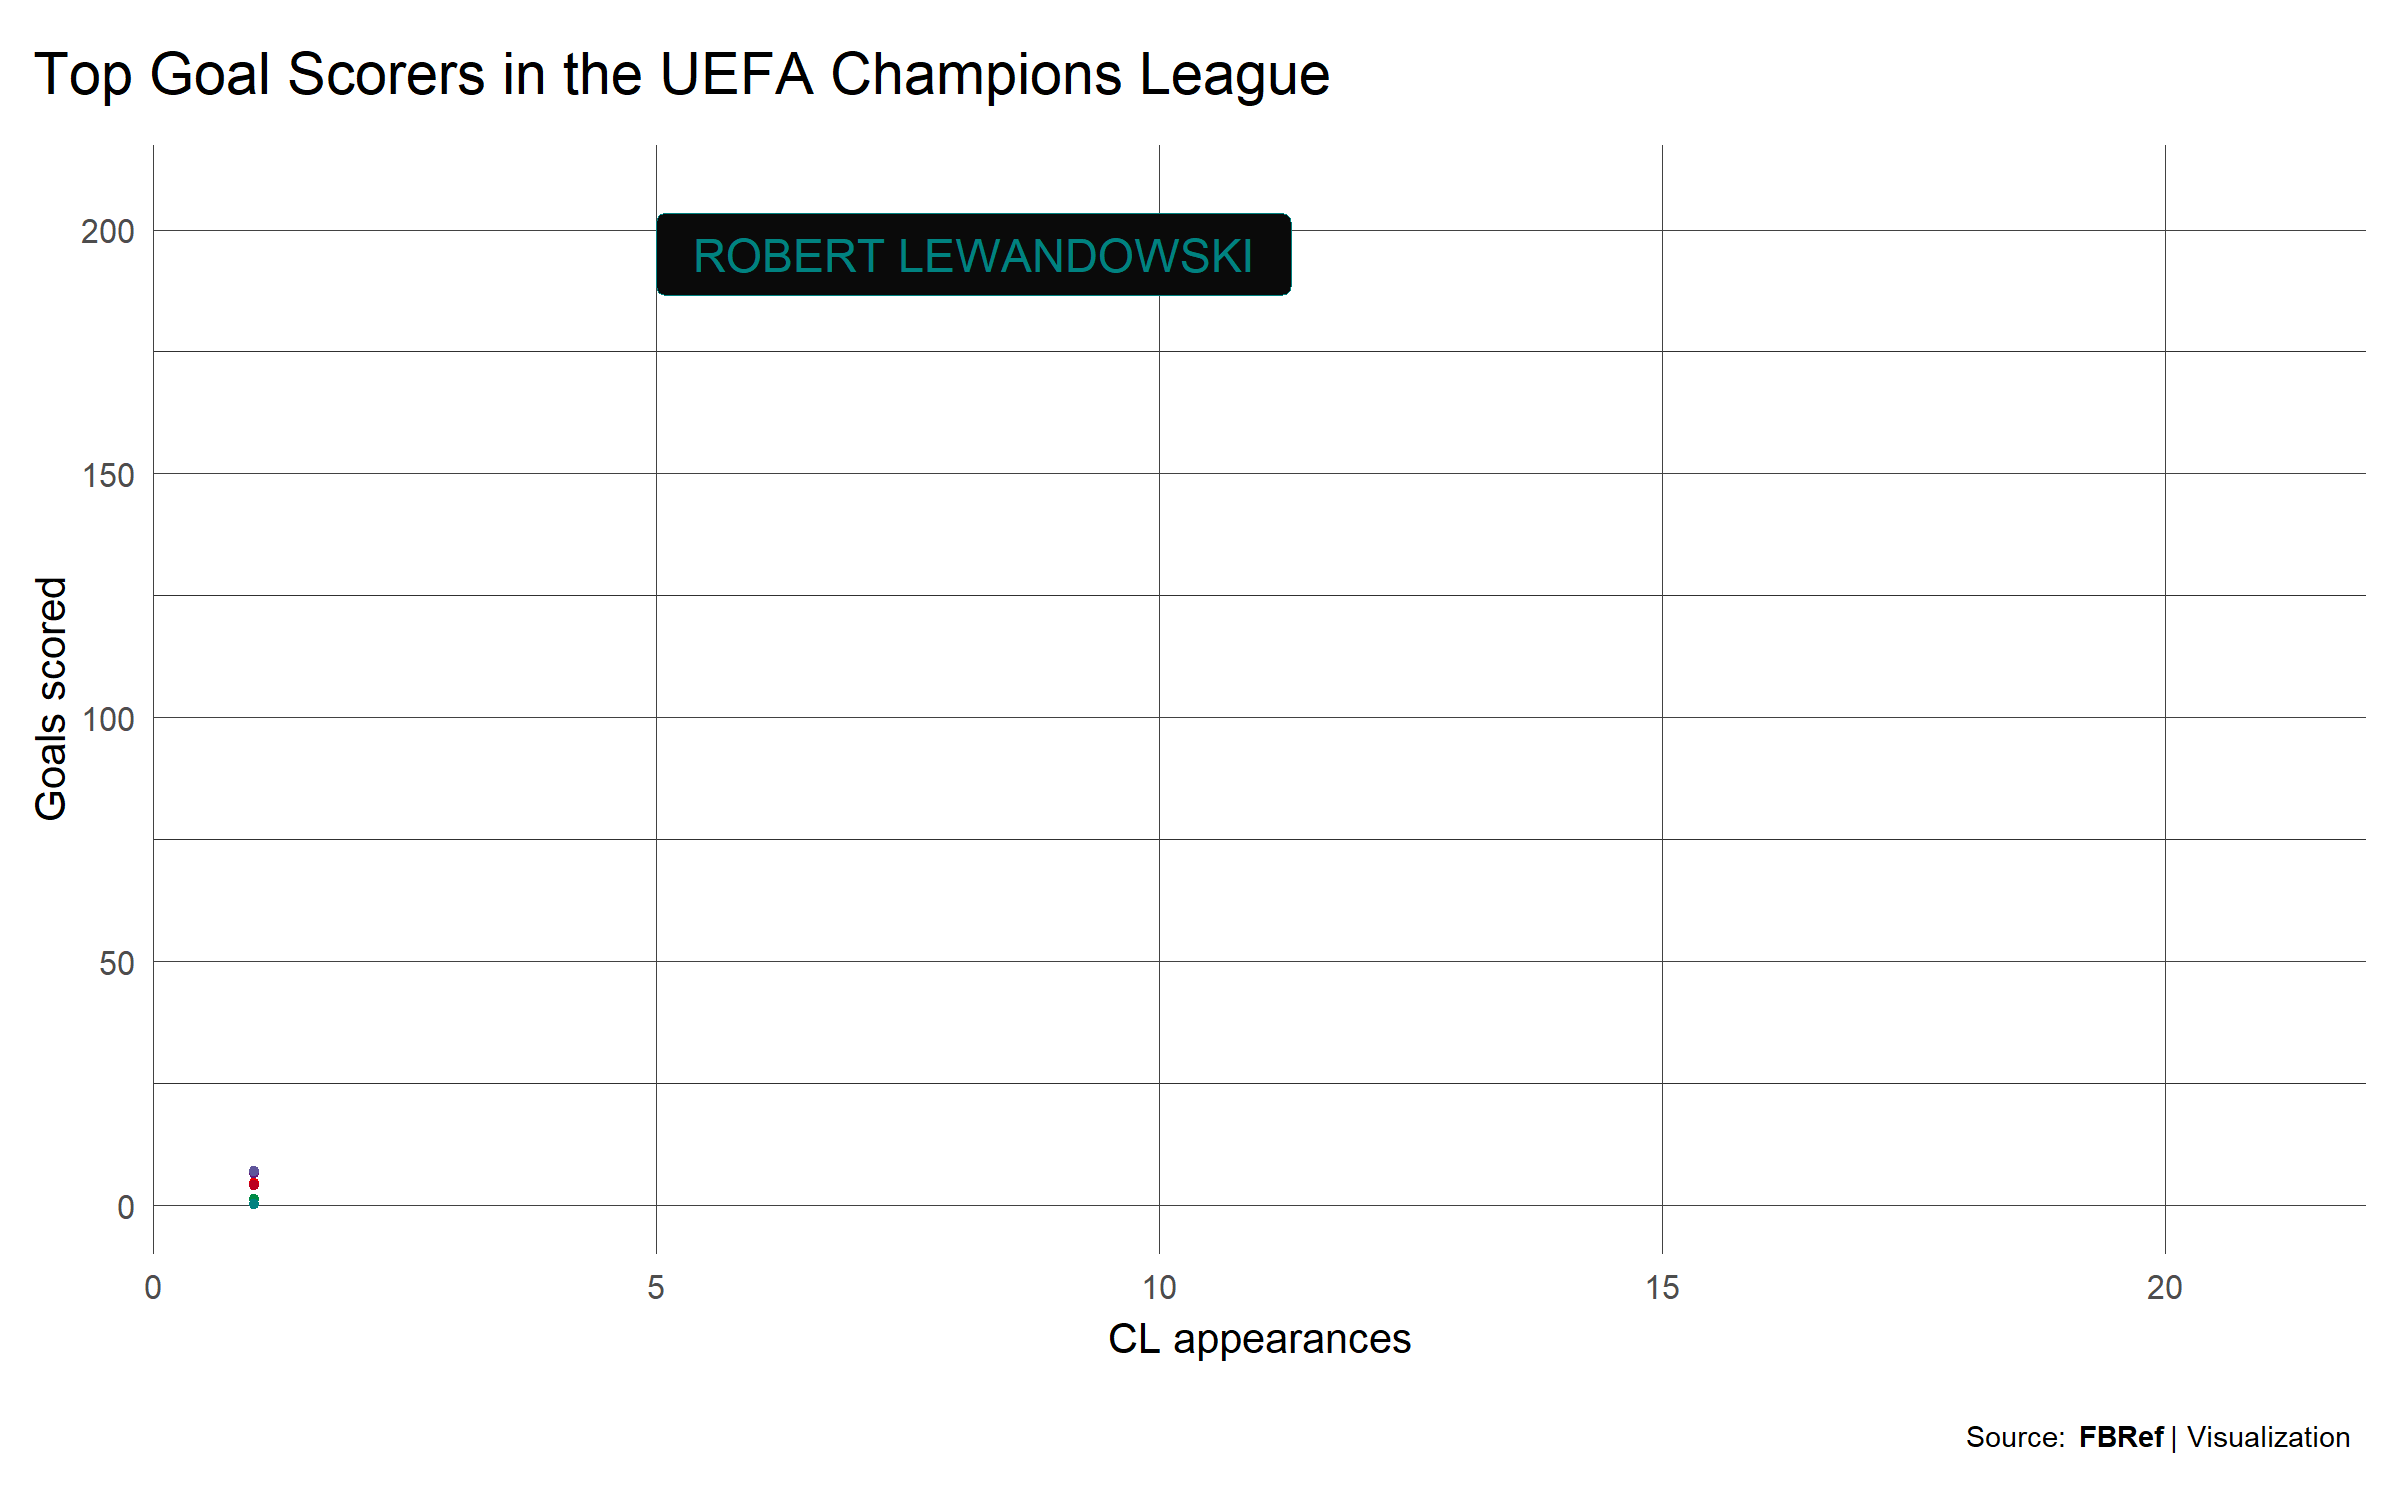 Top Goal Scorers in the UEFA Champions League
ROBERT LEWANDOWSKI
200
150
100
50
0
Goals scored
0 5 10 15 20
CL appearances
Source: FBRef | Visualization